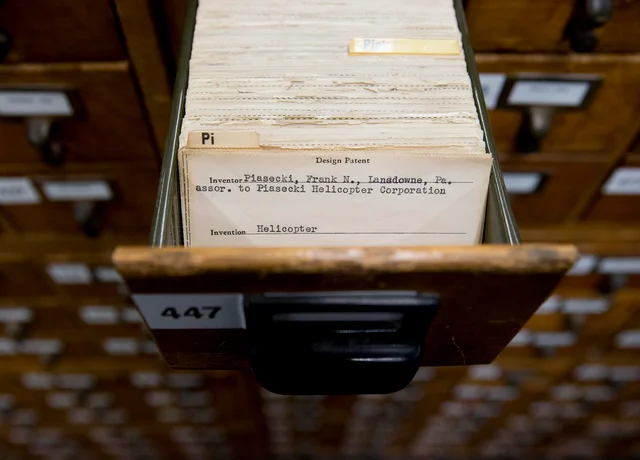 Pi
Design Patent
Inventor Piasecki, Frank N., Lansdowne, Pa.
assor. to Piasecki Helicopter Corporation
Invention Helicopter
447